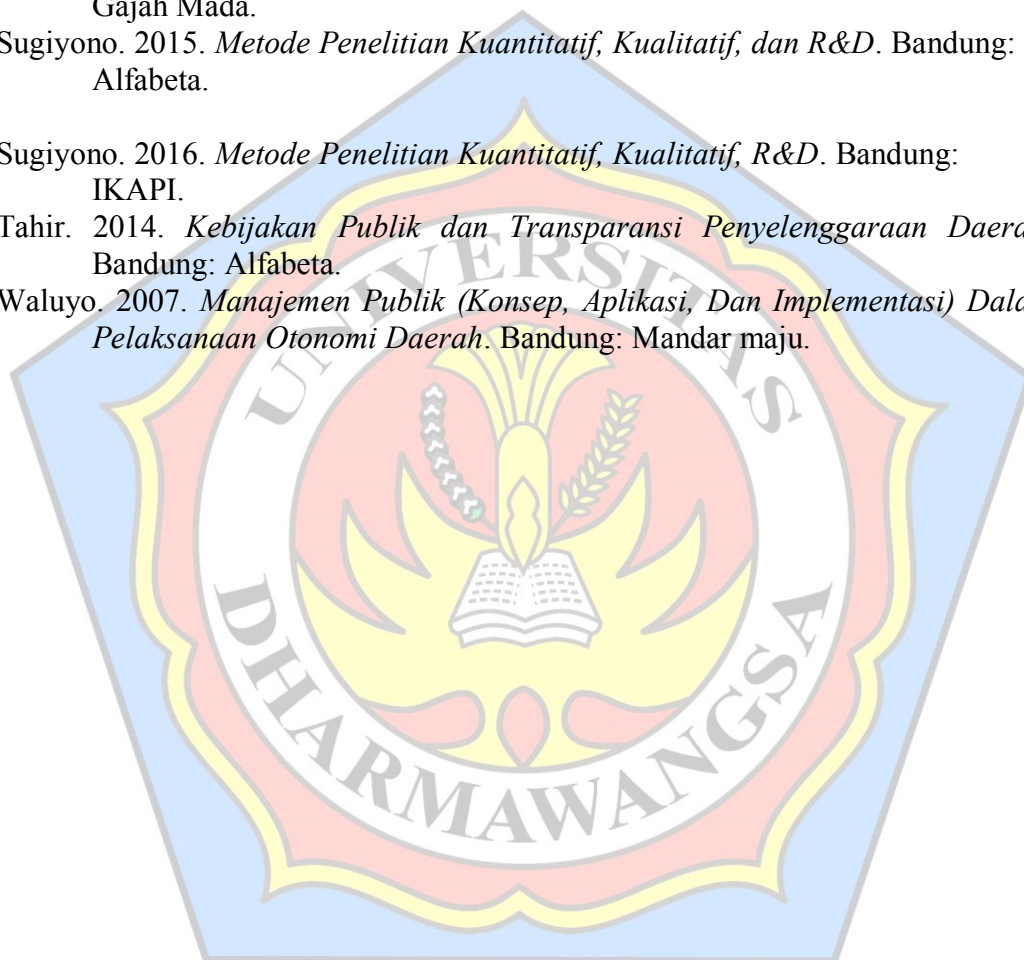 Gajah Mada.
Sugiyono. 2015. Metode Penelitian Kuantitatif, Kualitatif, dan R&D. Bandung:
Alfabeta.
Sugiyono. 2016. Metode Penelitian Kuantitatif, Kualitatif, R&D. Bandung:
IKAPI.
Tahir. 2014. Kebijakan Publik dan Transparansi Penyelenggaraan Daera
Bandung: Alfabeta.
Waluyo. 2007. Manajemen Publik (Konsep, Aplikasi, Dan Implementasi) Dala
Pelaksanaan Otonomi Daerah. Bandung: Mandar maju.
UNIVERSITAS
DHARMAWANGSA